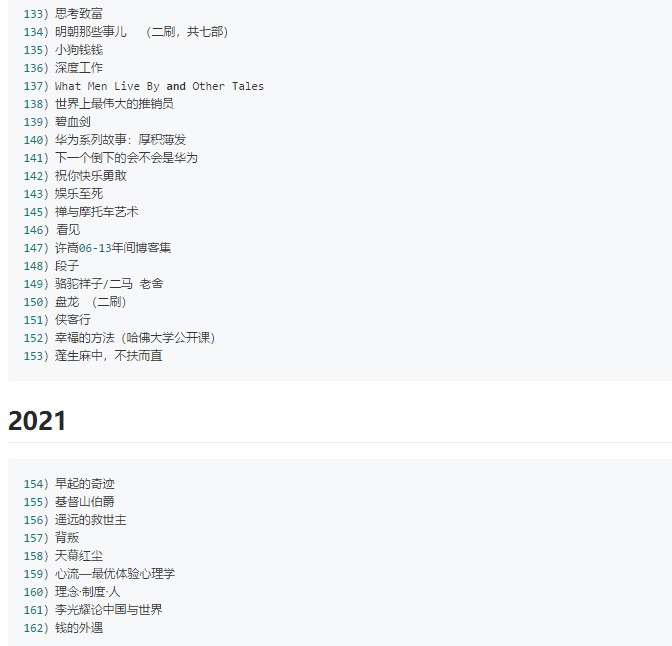 133) 思考致富
134) 明朝那些事儿 （二刷，共七部）
135) 小狗钱钱
136) 深度工作
137) What Men Live By and Other Tales
138) 世界上最伟大的推销员
139) 碧血剑
140) 华为系列故事：厚积薄发
141) 下一个倒下的会不会是华为
142) 祝你快乐勇敢
143) 娱乐至死
145) 禅与摩托车艺术
146) 看见
147) 许嵩06-13年间博客集
148) 段子
149) 骆驼祥子/二马 老舍
150) 盘龙 （二刷）
151) 侠客行
152) 幸福的方法（哈佛大学公开课）
153) 蓬生麻中，不扶而直
2021
154) 早起的奇迹
155) 基督山伯爵
156) 遥远的救世主
157) 背叛
158) 天幕红尘
159) 心流—最优体验心理学
160) 理念·制度·人
161) 李光耀论中国与世界
162) 钱的外遇